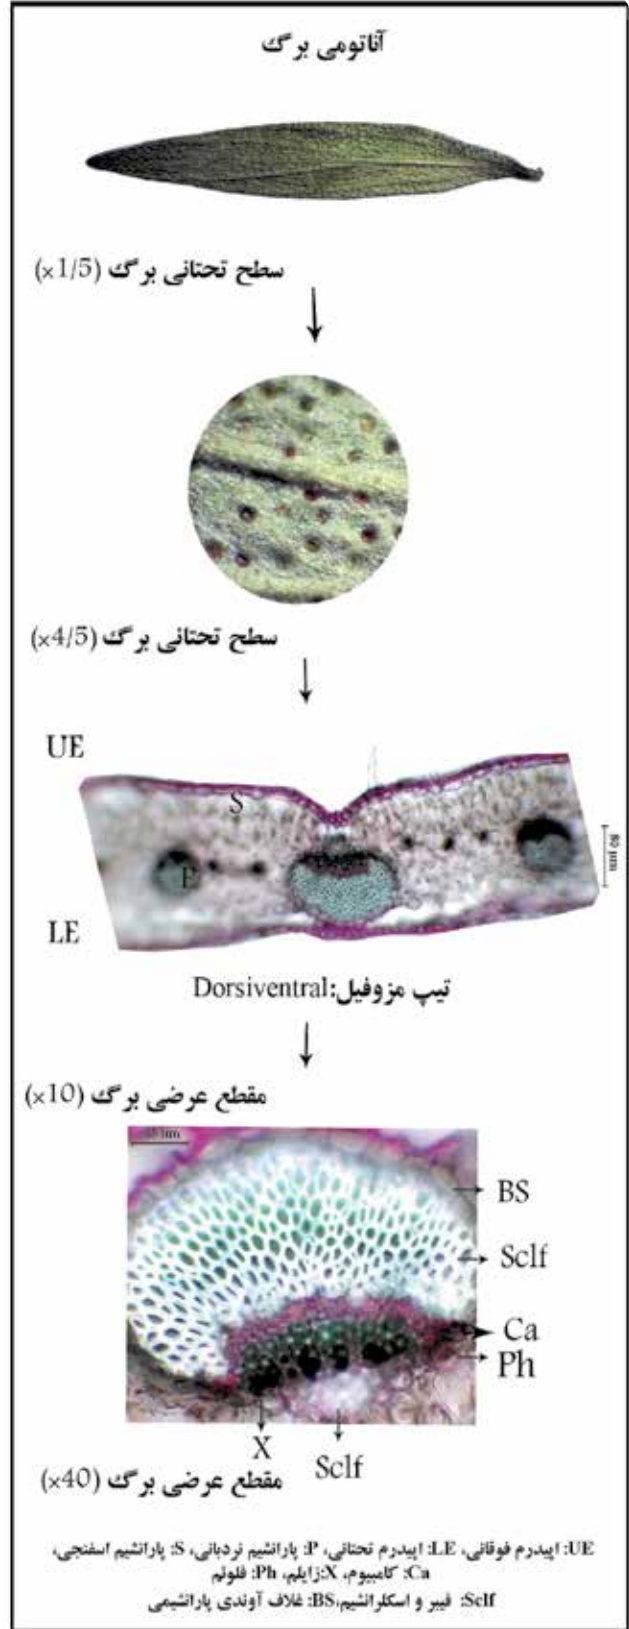 آناتومی برگ
سطح تحتانی برگ (×1/5)
سطح تحتانی برگ (×4/5)
UE
S
P
LE
80 μm
تیپ مزوفیل:Dorsiventral
مقطع عرضی برگ (×10)
BS
Sclf
Ca
Ph
X
Sclf
مقطع عرضی برگ (×40)
UE: اپیدرم فوقانی، LE: اپیدرم تحتانی، P: پارانشیم نردبانی، S: پارانشیم اسفنجی،
Ca: کامبیوم، X:زایلم، Ph: فلوئم
Sclf: فیبر و اسکلرانشیم،BS: غلاف آوندی پارانشیمی